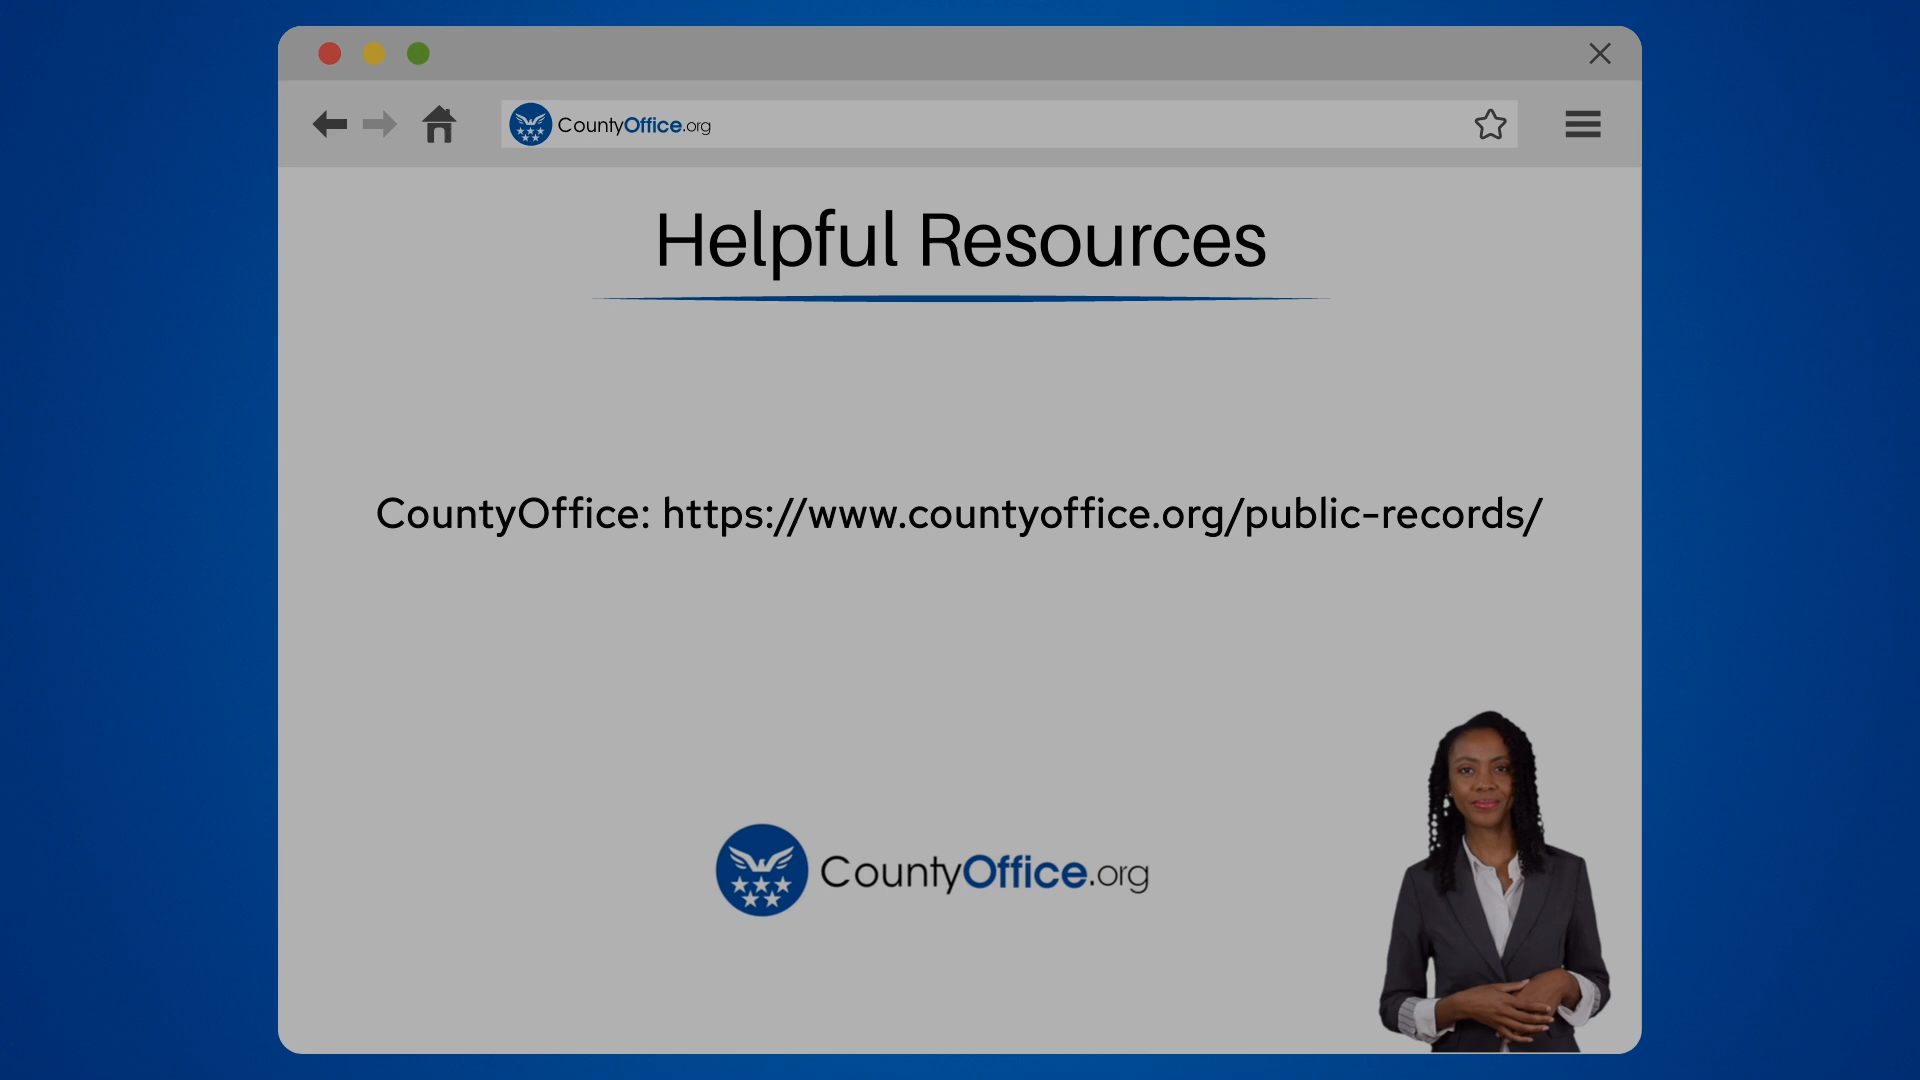 CountyOffice.org
Helpful Resources
CountyOffice: https://www.countyoffice.org/public-records/
CountyOffice.org